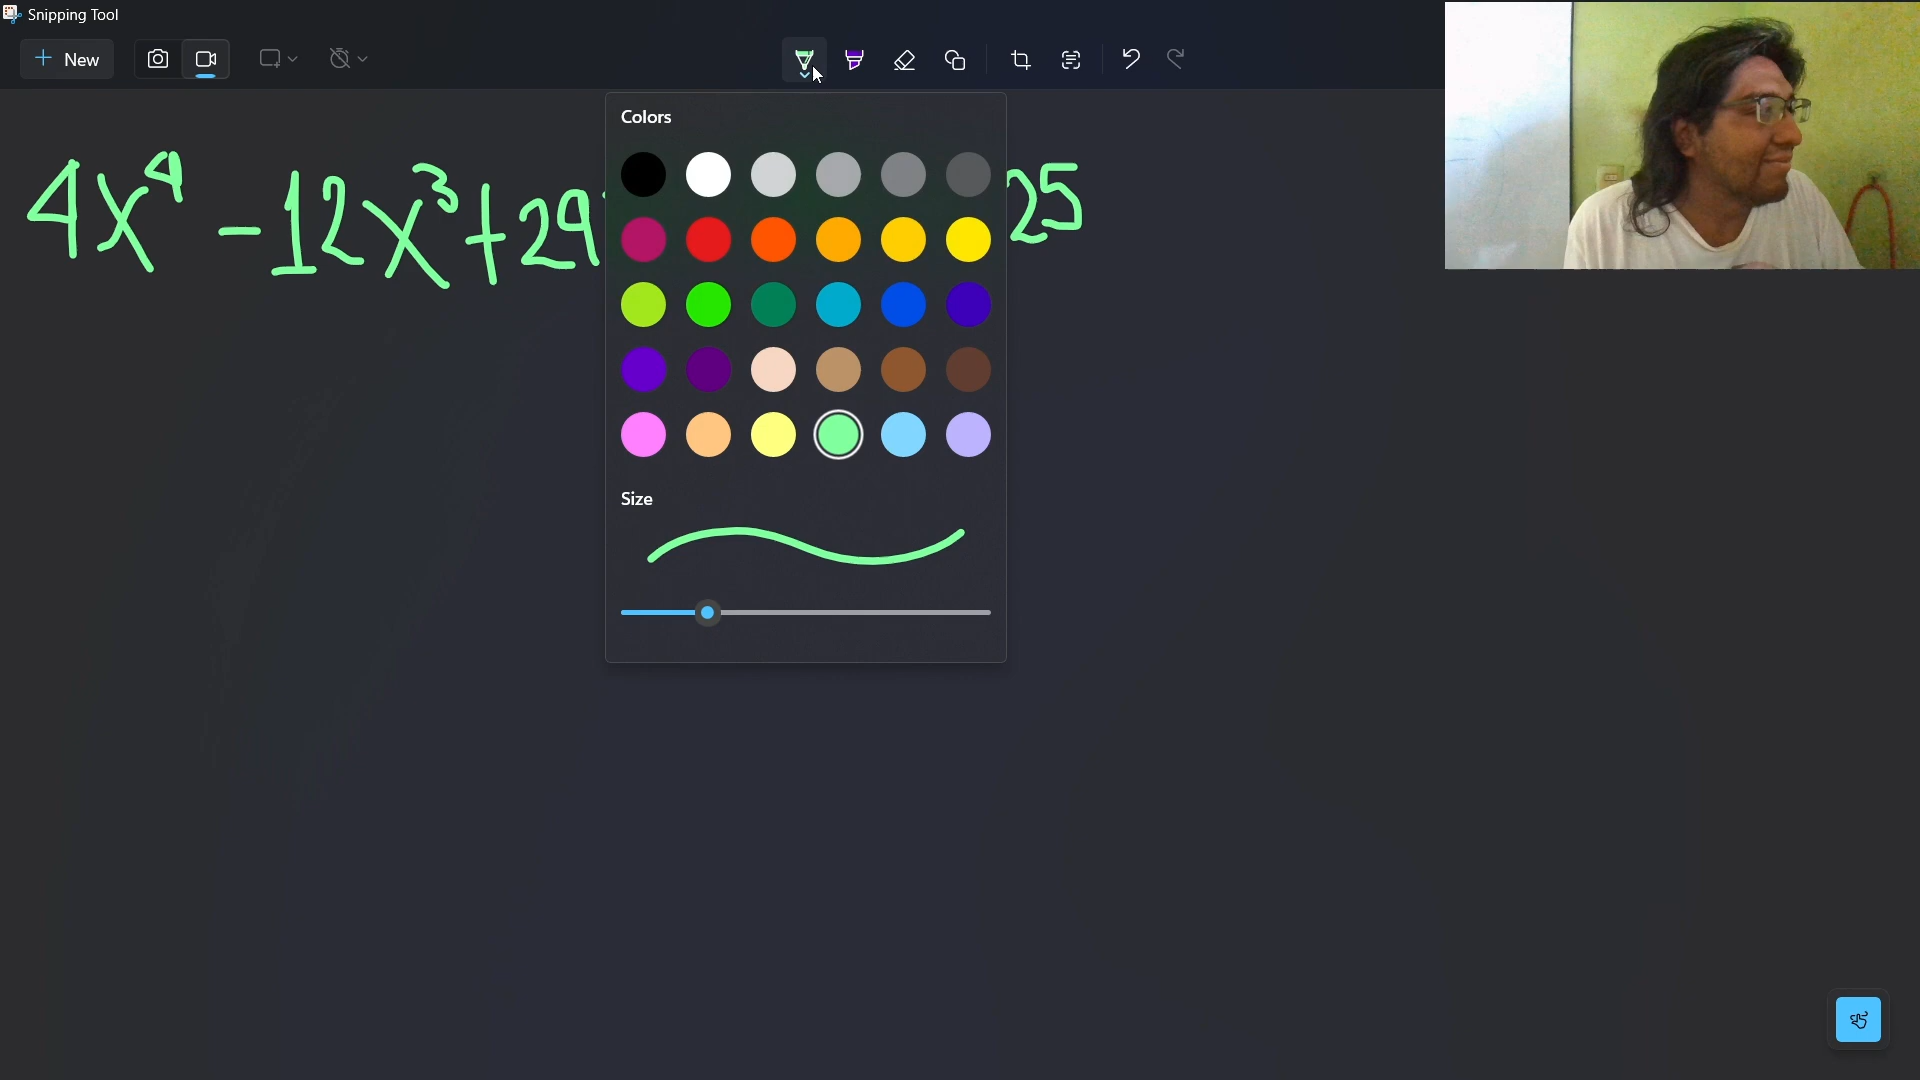 Snipping Tool
New
Colors
4x⁴ - 12x³ + 29 25
Size